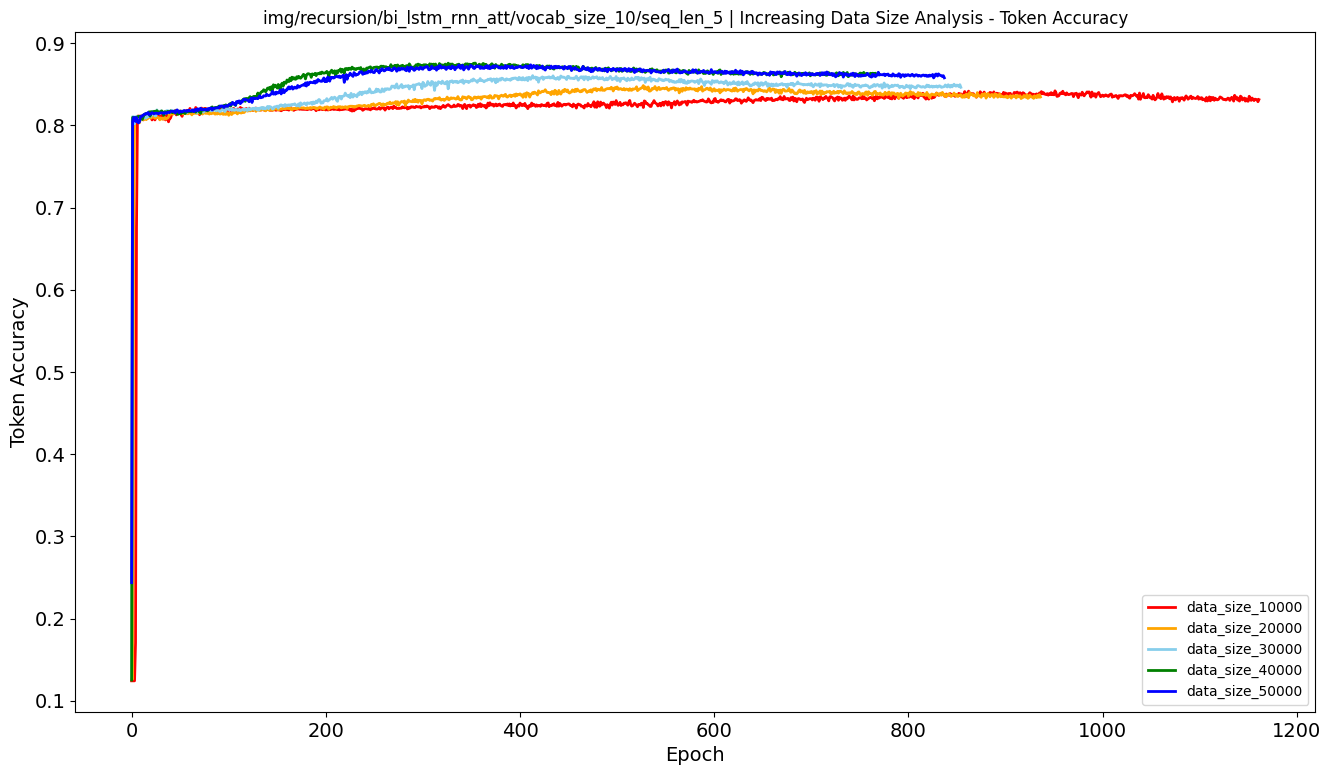 img/recursion/bi_lstm_rnn_att/vocab_size_10/seq_len_5 | Increasing Data Size Analysis - Token Accuracy
0.9
0.8
0.7
0.6
0.5
0.4
0.3
0.2
0.1
Token Accuracy
data_size_10000
data_size_20000
data_size_30000
data_size_40000
data_size_50000
0 200 400 600 800 1000 1200
Epoch